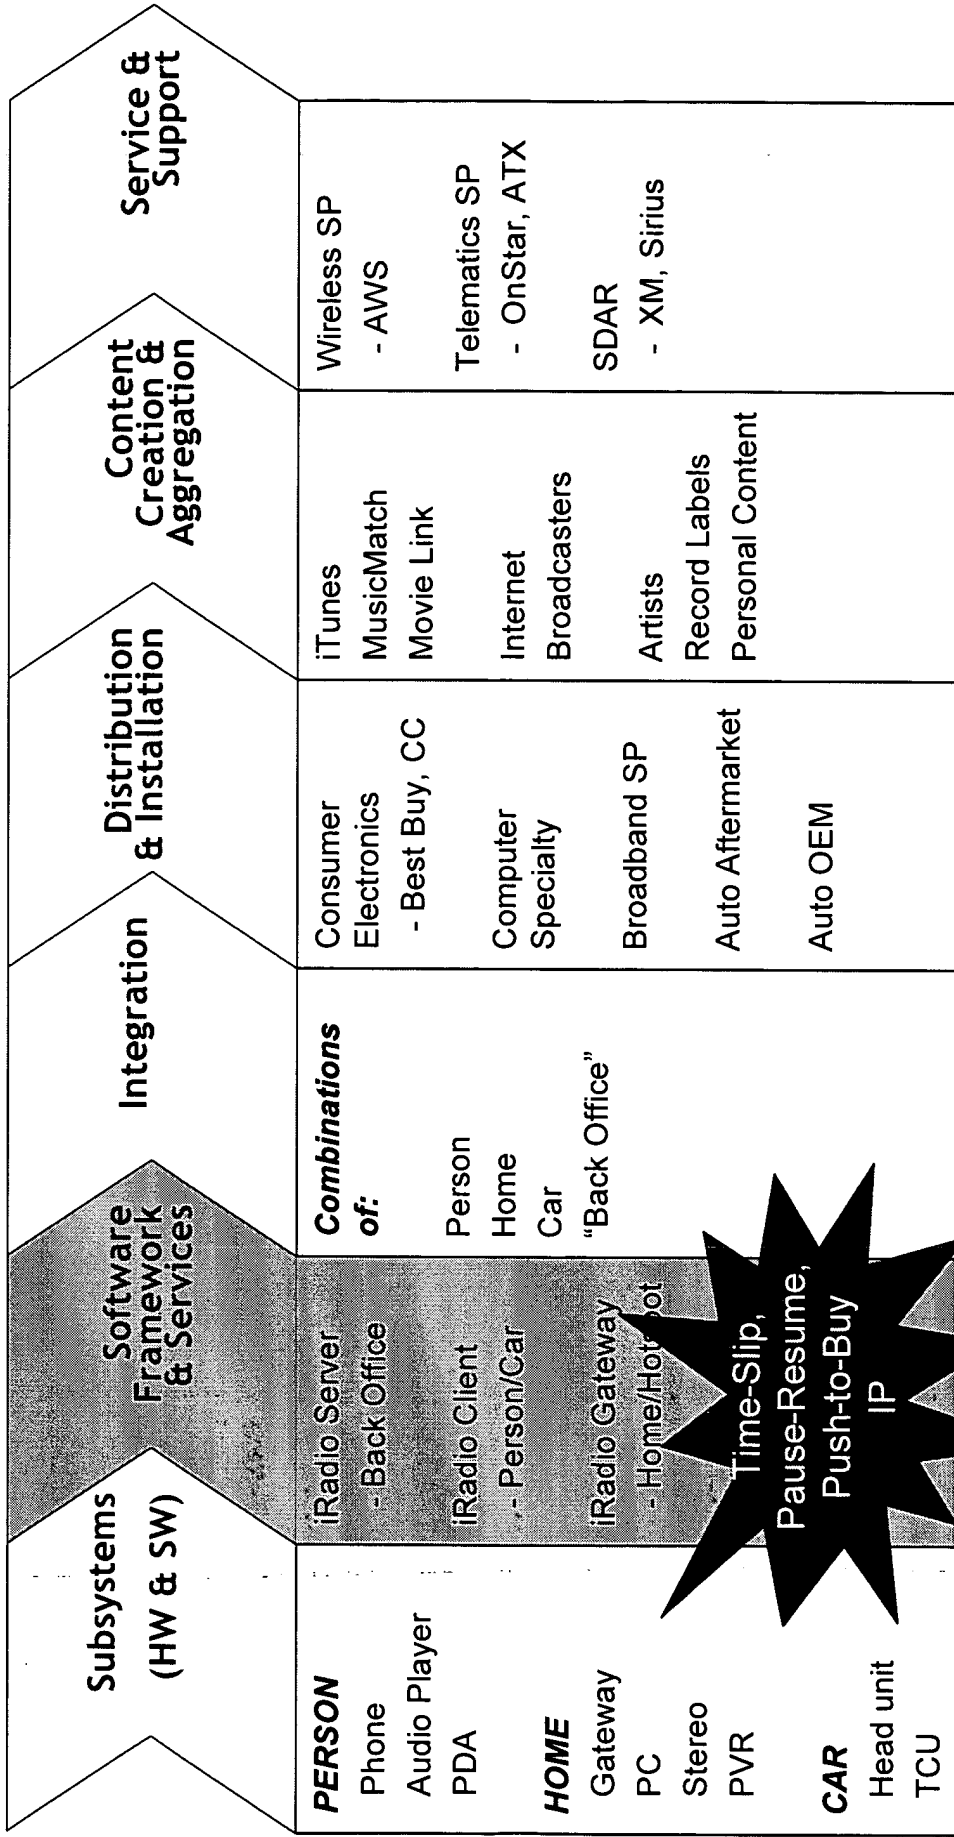 Subsystems
(HW & SW)
Software
Framework
& Services
Integration
Distribution
& Installation
Content
Creation &
Aggregation
Service &
Support
PERSON
Phone
Audio Player
PDA
HOME
Gateway
PC
Stereo
PVR
CAR
Head unit
TCU
iRadio Server
- Back Office
iRadio Client
- Person/Car
iRadio Gateway
- Home/Hotspot
Time-Slip,
Pause-Resume,
Push-to-Buy
IP
Combinations
of:
Person
Home
Car
“Back Office”
Consumer
Electronics
- Best Buy, CC
Computer
Specialty
Broadband SP
Auto Aftermarket
Auto OEM
iTunes
MusicMatch
Movie Link
Internet
Broadcasters
Artists
Record Labels
Personal Content
Wireless SP
- AWS
Telematics SP
- OnStar, ATX
SDAR
- XM, Sirius